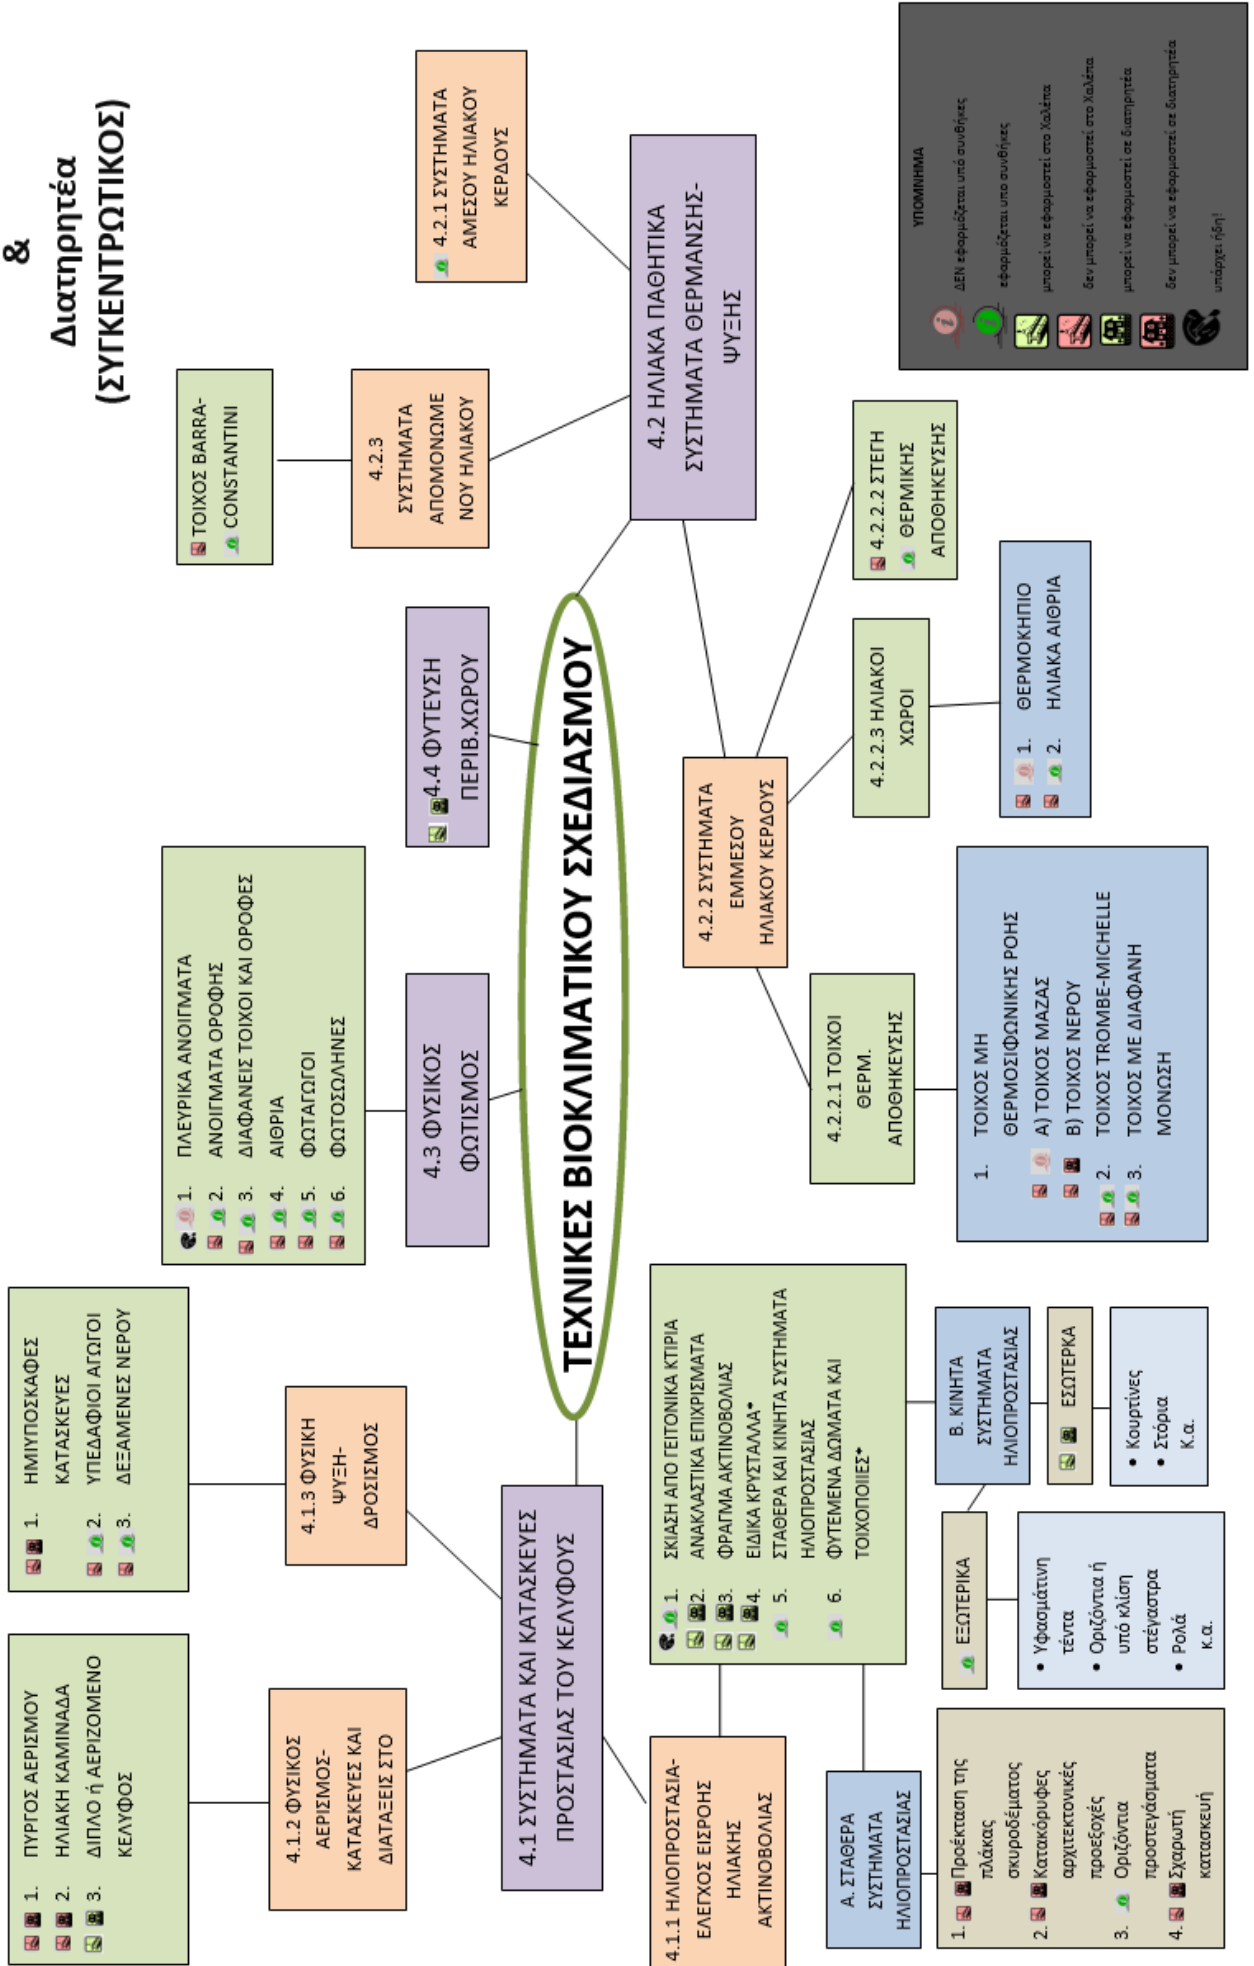 &
Διατηρητέα
(ΣΥΓΚΕΝΤΡΩΤΙΚΟΣ)
1. ΠΥΡΓΟΣ ΑΕΡΙΣΜΟΥ
2. ΗΛΙΑΚΗ ΚΑΜΙΝΑΔΑ
3. ΔΙΠΛΟ ή ΑΕΡΙΖΟΜΕΝΟ
ΚΕΛΥΦΟΣ
1. ΗΜΙΥΠΟΣΚΑΦΕΣ
ΚΑΤΑΣΚΕΥΕΣ
2. ΥΠΕΔΑΦΙΟΙ ΑΓΩΓΟΙ
3. ΔΕΞΑΜΕΝΕΣ ΝΕΡΟΥ
1. ΠΛΕΥΡΙΚΑ ΑΝΟΙΓΜΑΤΑ
2. ΑΝΟΙΓΜΑΤΑ ΟΡΟΦΗΣ
3. ΔΙΑΦΑΝΕΙΣ ΤΟΙΧΟΙ ΚΑΙ ΟΡΟΦΕΣ
4. ΑΙΘΡΙΑ
5. ΦΩΤΑΓΩΓΟΙ
6. ΦΩΤΟΣΩΛΗΝΕΣ
ΤΟΙΧΟΣ BARRA-
CONSTANTINI
4.1.2 ΦΥΣΙΚΟΣ
ΑΕΡΙΣΜΟΣ-
ΚΑΤΑΣΚΕΥΕΣ ΚΑΙ
ΔΙΑΤΑΞΕΙΣ ΣΤΟ
4.1.3 ΦΥΣΙΚΗ
ΨΥΞΗ-
ΔΡΟΣΙΣΜΟΣ
4.3 ΦΥΣΙΚΟΣ
ΦΩΤΙΣΜΟΣ
4.4 ΦΥΤΕΥΣΗ
ΠΕΡΙΒ.ΧΩΡΟΥ
4.2.3
ΣΥΣΤΗΜΑΤΑ
ΑΠΟΜΟΝΩΜΕ
ΝΟΥ ΗΛΙΑΚΟΥ
4.2.1 ΣΥΣΤΗΜΑΤΑ
ΑΜΕΣΟΥ ΗΛΙΑΚΟΥ
ΚΕΡΔΟΥΣ
4.1 ΣΥΣΤΗΜΑΤΑ ΚΑΙ ΚΑΤΑΣΚΕΥΕΣ
ΠΡΟΣΤΑΣΙΑΣ ΤΟΥ ΚΕΛΥΦΟΥΣ
ΤΕΧΝΙΚΕΣ ΒΙΟΚΛΙΜΑΤΙΚΟΥ ΣΧΕΔΙΑΣΜΟΥ
4.2 ΗΛΙΑΚΑ ΠΑΘΗΤΙΚΑ
ΣΥΣΤΗΜΑΤΑ ΘΕΡΜΑΝΣΗΣ-
ΨΥΞΗΣ
4.1.1 ΗΛΙΟΠΡΟΣΤΑΣΙΑ-
ΕΛΕΓΧΟΣ ΕΙΣΡΟΗΣ
ΗΛΙΑΚΗΣ
ΑΚΤΙΝΟΒΟΛΙΑΣ
1. ΣΚΙΑΣΗ ΑΠΟ ΓΕΙΤΟΝΙΚΑ ΚΤΙΡΙΑ
2. ΑΝΑΚΛΑΣΤΙΚΑ ΕΠΙΧΡΙΣΜΑΤΑ
3. ΦΡΑΓΜΑ ΑΚΤΙΝΟΒΟΛΙΑΣ
4. ΕΙΔΙΚΑ ΚΡΥΣΤΑΛΛΑ*
5. ΣΤΑΘΕΡΑ ΚΑΙ ΚΙΝΗΤΑ ΣΥΣΤΗΜΑΤΑ
ΗΛΙΟΠΡΟΣΤΑΣΙΑΣ
6. ΦΥΤΕΜΕΝΑ ΔΩΜΑΤΑ ΚΑΙ
ΤΟΙΧΟΠΟΙΙΕΣ*
4.2.2 ΣΥΣΤΗΜΑΤΑ
ΕΜΜΕΣΟΥ
ΗΛΙΑΚΟΥ ΚΕΡΔΟΥΣ
4.2.2.1 ΤΟΙΧΟΙ
ΘΕΡΜ.
ΑΠΟΘΗΚΕΥΣΗΣ
4.2.2.3 ΗΛΙΑΚΟΙ
ΧΩΡΟΙ
4.2.2.2 ΣΤΕΓΗ
ΘΕΡΜΙΚΗΣ
ΑΠΟΘΗΚΕΥΣΗΣ
Α. ΣΤΑΘΕΡΑ
ΣΥΣΤΗΜΑΤΑ
ΗΛΙΟΠΡΟΣΤΑΣΙΑΣ
1. Προέκταση της
πλάκας
σκυροδέματος
2. Κατακόρυφες
αρχιτεκτονικές
προεξοχές
3. Οριζόντια
προστεγάσματα
4. Σχαρωτή
κατασκευή
Β. ΚΙΝΗΤΑ
ΣΥΣΤΗΜΑΤΑ
ΗΛΙΟΠΡΟΣΤΑΣΙΑΣ
ΕΞΩΤΕΡΙΚΑ
• Υφασμάτινη
τέντα
• Οριζόντια ή
υπό κλίση
στέγαστρα
• Ρολά
κ.α.
ΕΣΩΤΕΡΚΑ
• Κουρτίνες
• Στόρια
Κ.α.
1. ΤΟΙΧΟΣ ΜΗ
ΘΕΡΜΟΣΙΦΩΝΙΚΗΣ ΡΟΗΣ
Α) ΤΟΙΧΟΣ ΜΑΖΑΣ
Β) ΤΟΙΧΟΣ ΝΕΡΟΥ
2. ΤΟΙΧΟΣ TROMBE-MICHELLE
3. ΤΟΙΧΟΣ ΜΕ ΔΙΑΦΑΝΗ
ΜΟΝΩΣΗ
1. ΘΕΡΜΟΚΗΠΙΟ
2. ΗΛΙΑΚΑ ΑΙΘΡΙΑ
ΥΠΟΜΝΗΜΑ
ΔΕΝ εφαρμόζεται υπό συνθήκες
εφαρμόζεται υπο συνθήκες
μπορεί να εφαρμοστεί στο Χαλέπα
δεν μπορεί να εφαρμοστεί στο Χαλέπα
μπορεί να εφαρμοστεί σε διατηρητέα
δεν μπορεί να εφαρμοστεί σε διατηρητέα
υπάρχει ήδη!